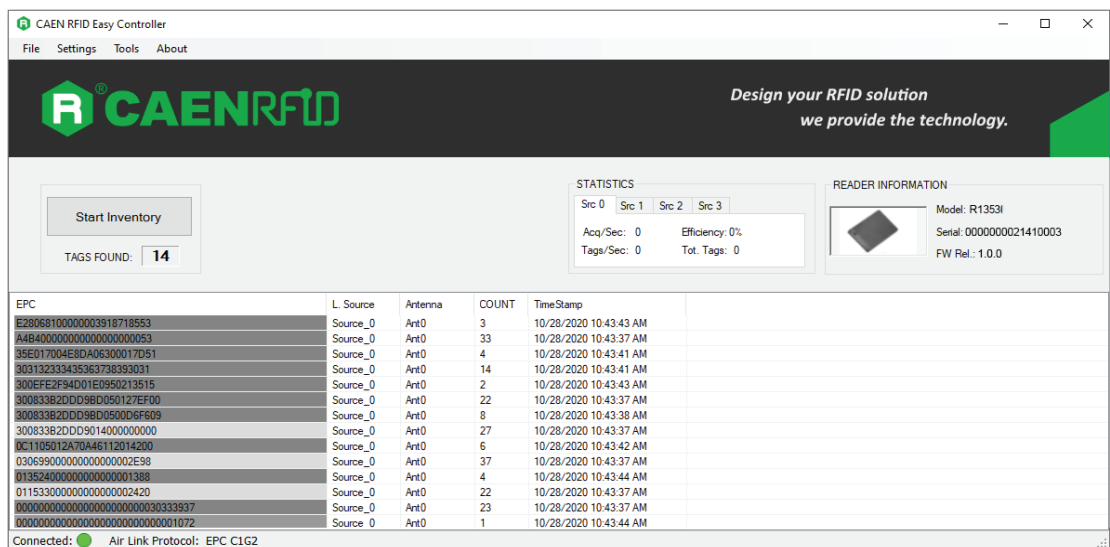 CAEN RFID Easy Controller
File Settings Tools About
R ® CAENRFID
Design your RFID solution
we provide the technology.
Start Inventory
TAGS FOUND: 14
STATISTICS
Src 0 Src 1 Src 2 Src 3
Acq/Sec: 0 Efficiency: 0%
Tags/Sec: 0 Tot. Tags: 0
READER INFORMATION
Model: R1353I
Serial: 0000000021410003
FW Rel.: 1.0.0
EPC L. Source Antenna COUNT TimeStamp
E28068100000003918718553 Source_0 Ant0 3 10/28/2020 10:43:43 AM
A4B400000000000000000053 Source_0 Ant0 33 10/28/2020 10:43:37 AM
35E017004E8DA06300017D51 Source_0 Ant0 4 10/28/2020 10:43:41 AM
303132333435363738393031 Source_0 Ant0 14 10/28/2020 10:43:41 AM
300EFE2F94D01E0950213515 Source_0 Ant0 2 10/28/2020 10:43:43 AM
300833B2DDD9BD050127EF00 Source_0 Ant0 22 10/28/2020 10:43:37 AM
300833B2DDD9BD0500D6F609 Source_0 Ant0 8 10/28/2020 10:43:38 AM
300833B2DDD9014000000000 Source_0 Ant0 27 10/28/2020 10:43:37 AM
0C1105012A70A46112014200 Source_0 Ant0 6 10/28/2020 10:43:42 AM
030699000000000000002E98 Source_0 Ant0 37 10/28/2020 10:43:37 AM
013524000000000000001388 Source_0 Ant0 4 10/28/2020 10:43:44 AM
011533000000000000002420 Source_0 Ant0 22 10/28/2020 10:43:37 AM
Source_0 Ant0 23 10/28/2020 10:43:37 AM
Source_0 Ant0 1 10/28/2020 10:43:44 AM
Connected: Air Link Protocol: EPC C1G2